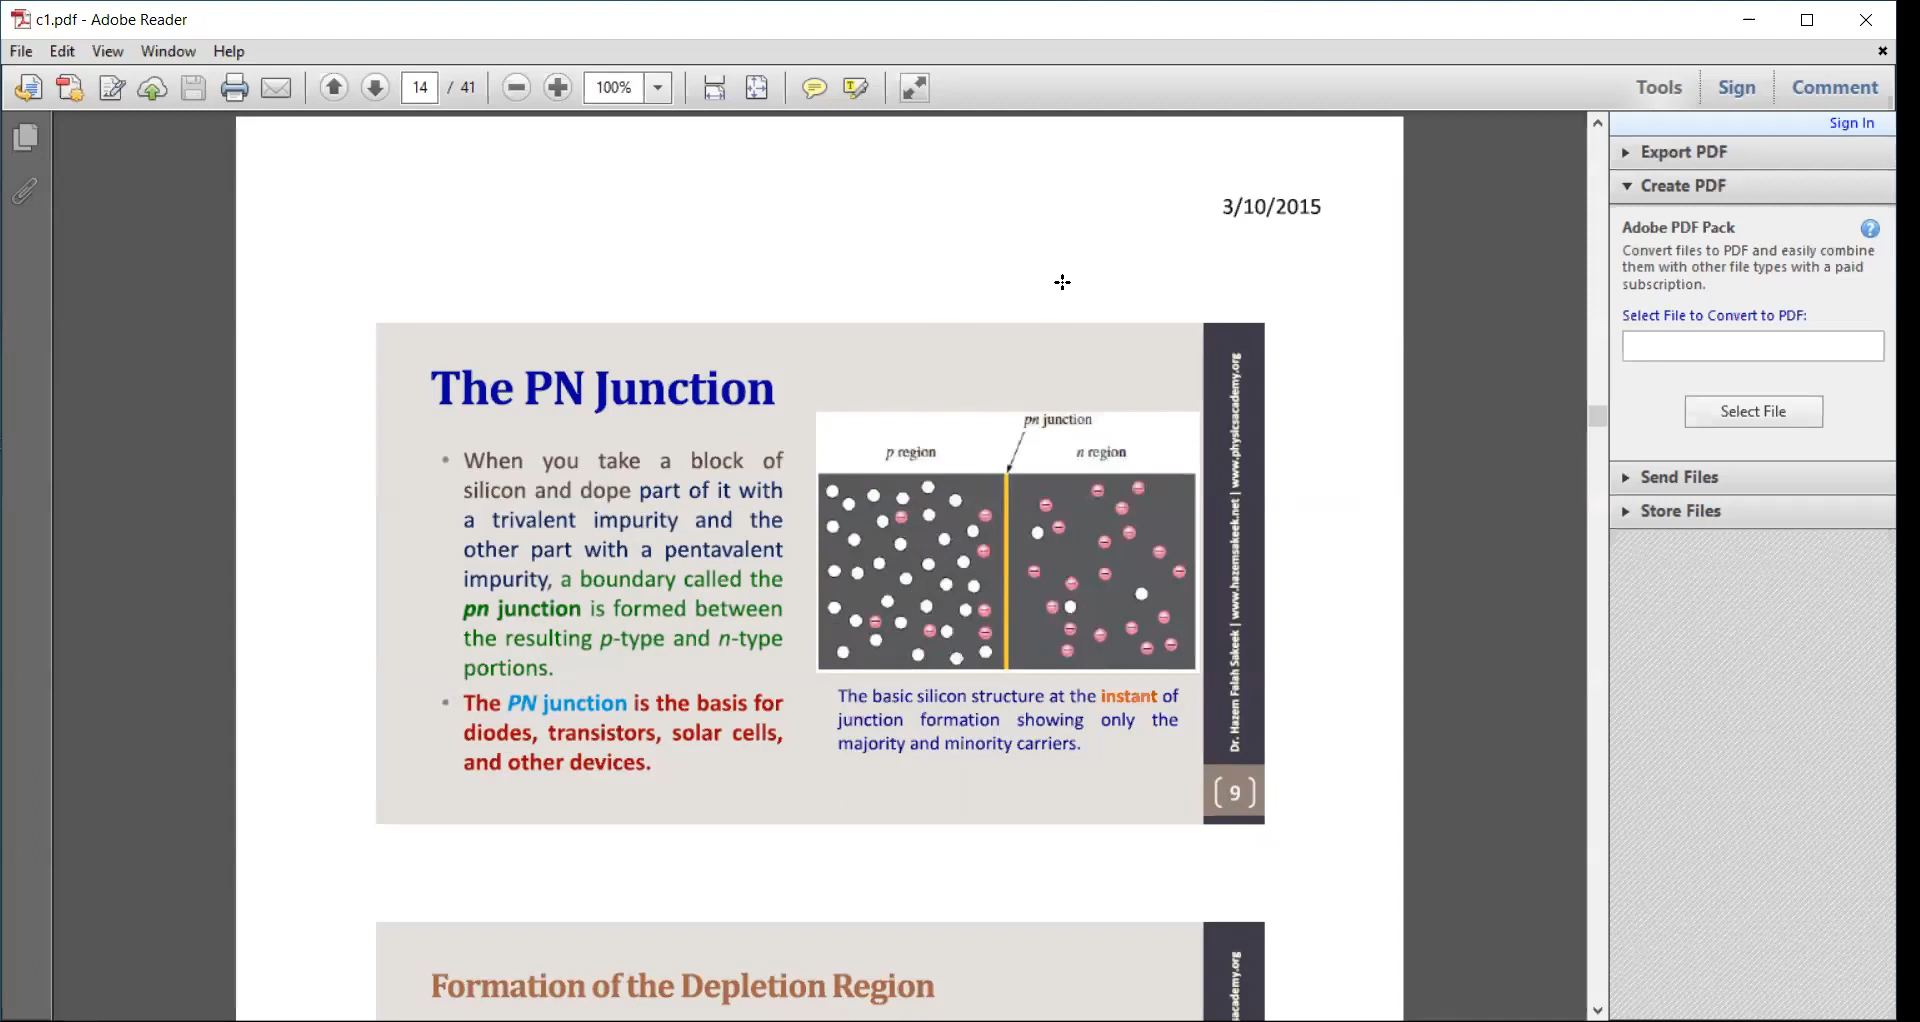 c1.pdf - Adobe Reader
File Edit View Window Help
14 / 41 100% Tools Sign Comment
Sign In
Export PDF
Create PDF
Adobe PDF Pack
Convert files to PDF and easily combine
them with other file types with a paid
subscription.
Select File to Convert to PDF:
Select File
Send Files
Store Files
3/10/2015
The PN Junction
• When you take a block of
silicon and dope part of it with
a trivalent impurity and the
other part with a pentavalent
impurity, a boundary called the
pn junction is formed between
the resulting p-type and n-type
portions.
• The PN junction is the basis for
diodes, transistors, solar cells,
and other devices.
pn junction
p region n region
The basic silicon structure at the instant of
junction formation showing only the
majority and minority carriers.
Dr. Hazem Falah Sakeek | www.hazemsakeek.net | www.physicsacademy.org
9
Formation of the Depletion Region
sacademy.org